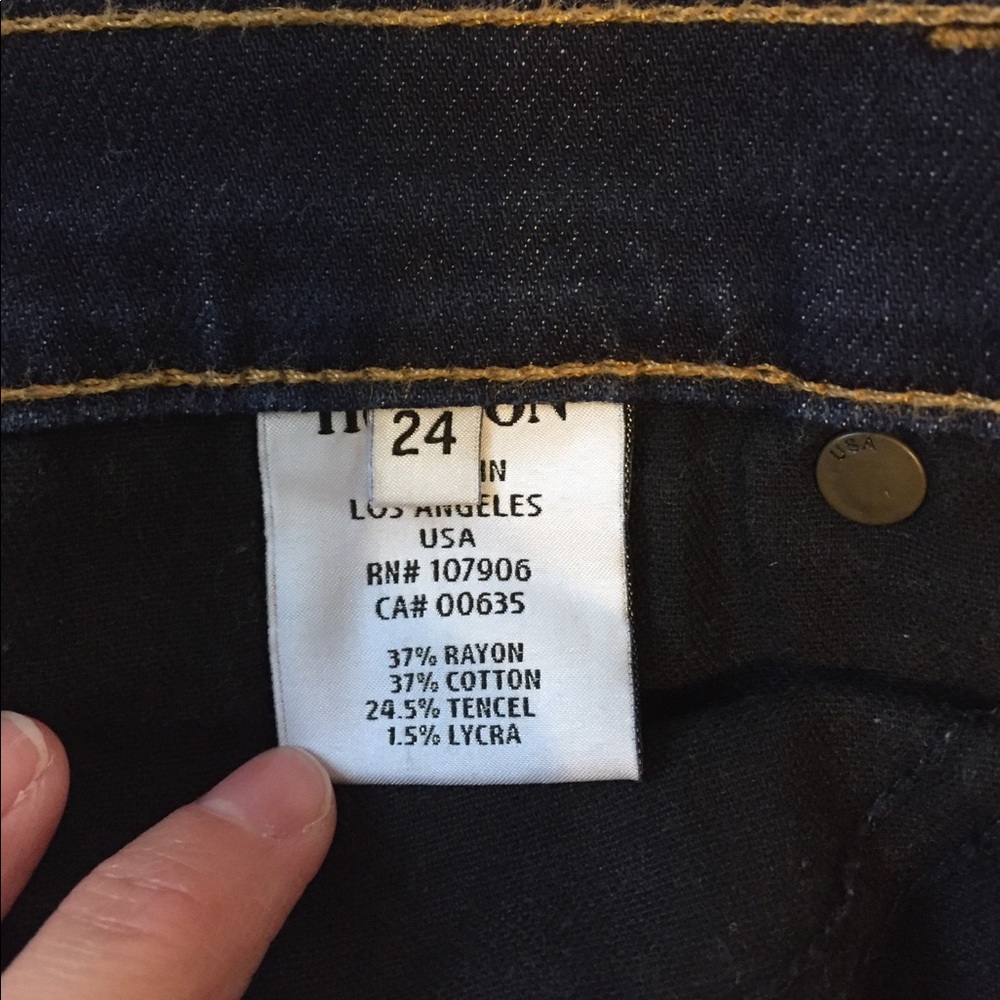 24
IN
LOS ANGELES
USA
RN# 107906
CA# 00635
37% RAYON
37% COTTON
24.5% TENCEL
1.5% LYCRA
USA